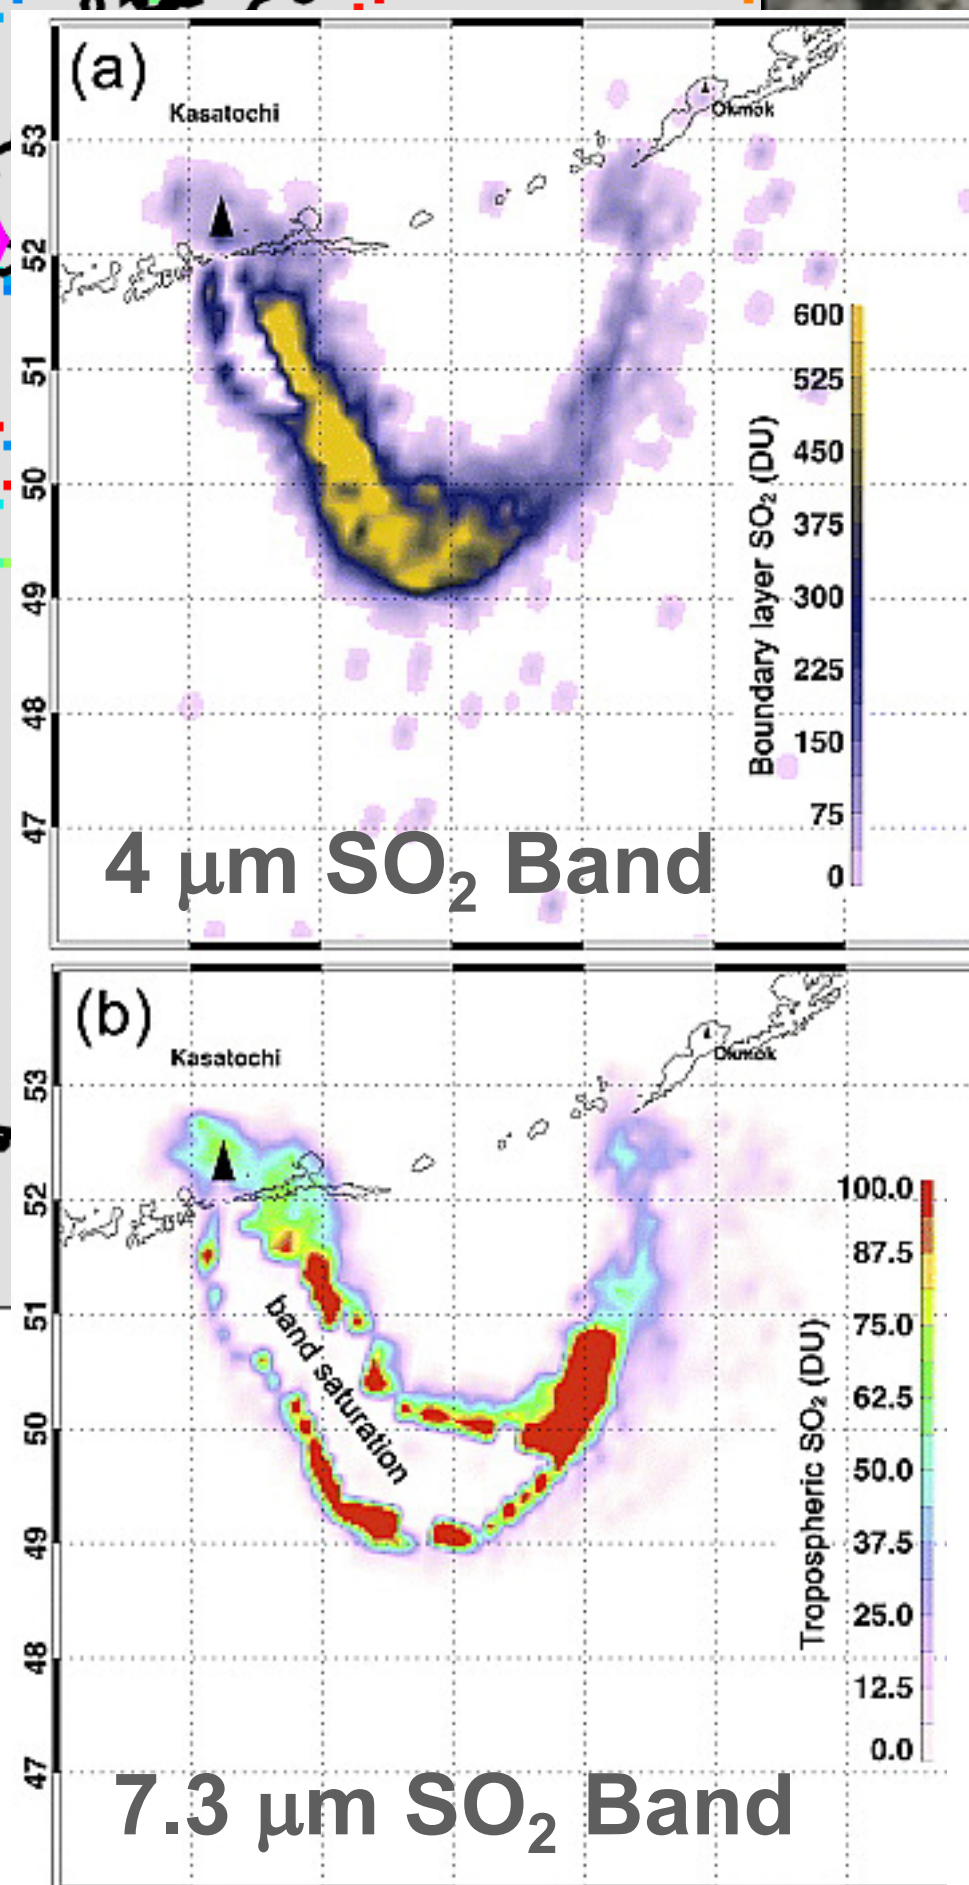 (a)
Kasatochi
Okmok
53
52
51
50
49
48
47
600
525
450
375
300
225
150
75
0
Boundary layer SO₂ (DU)
4 μm SO₂ Band
(b)
Kasatochi
Okmok
53
52
51
50
49
48
47
band saturation
100.0
87.5
75.0
62.5
50.0
37.5
25.0
12.5
0.0
Tropospheric SO₂ (DU)
7.3 μm SO₂ Band